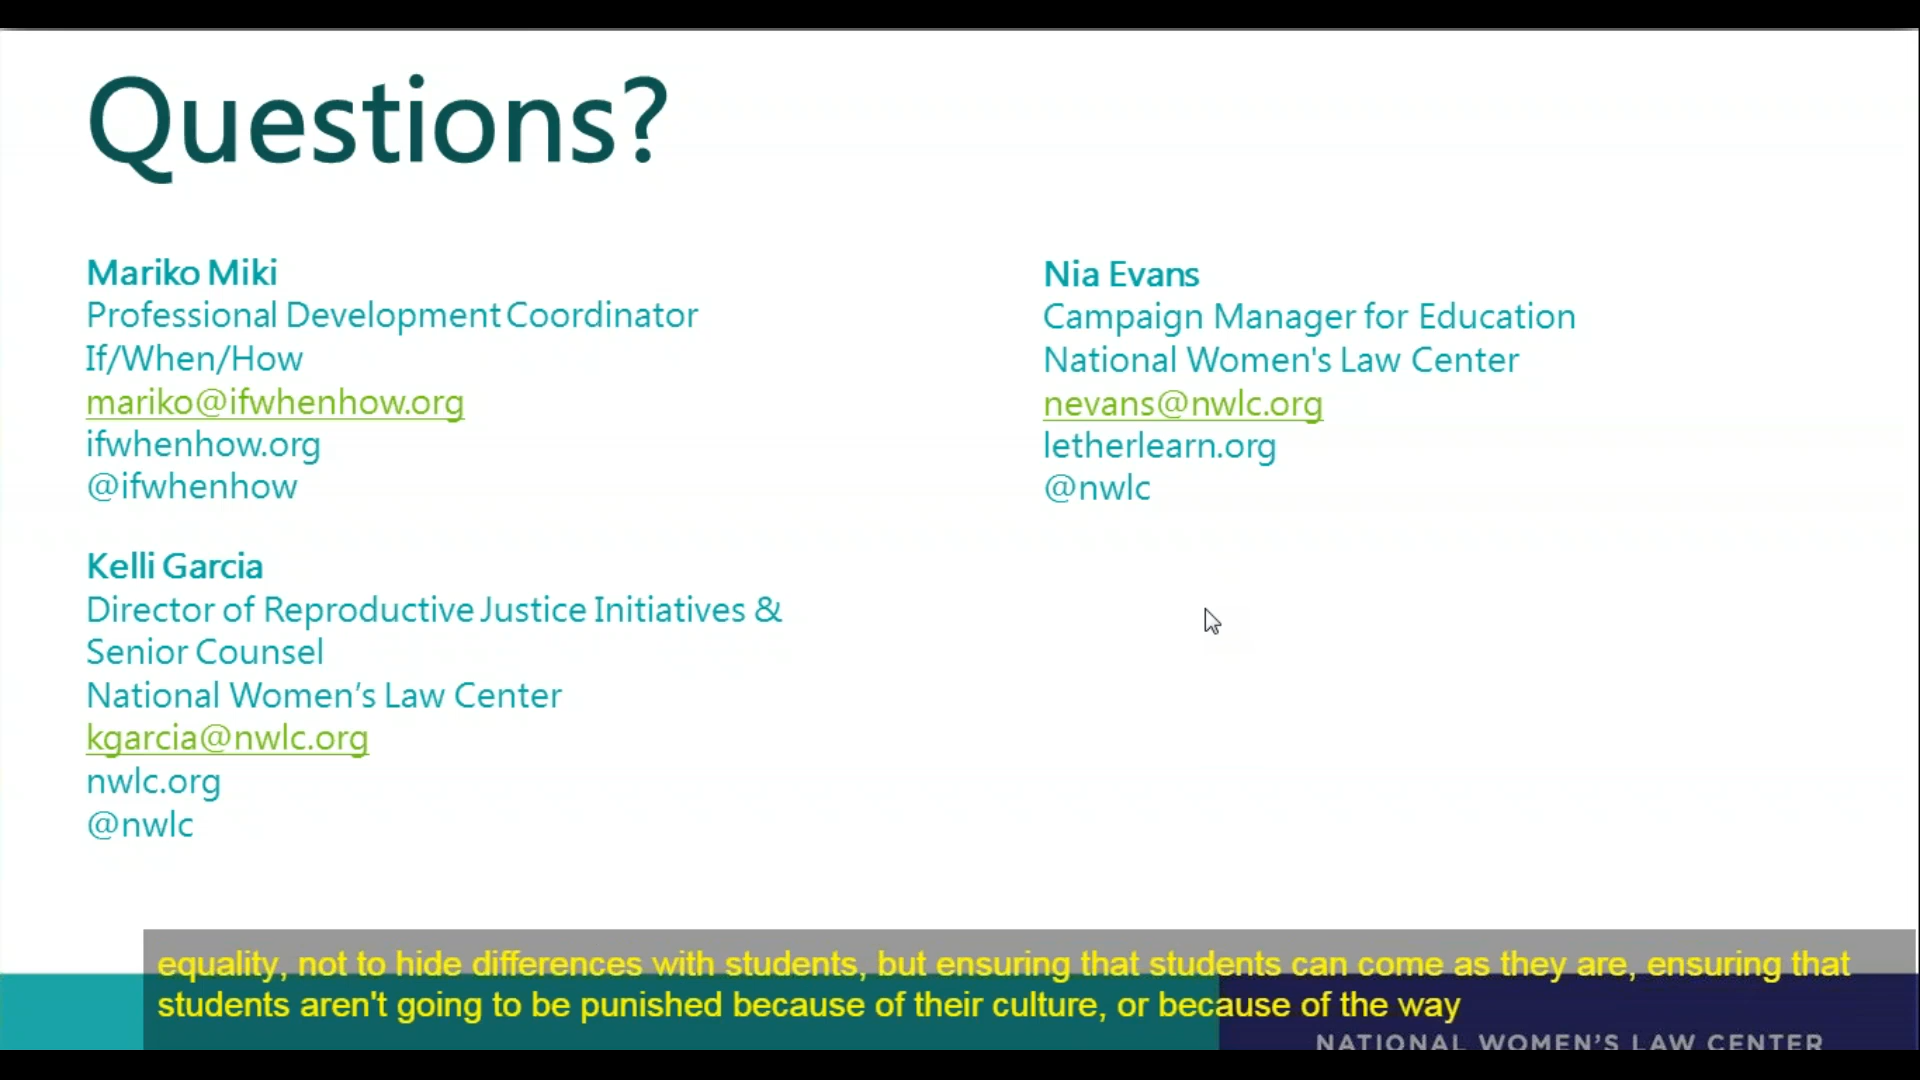 Questions?
Mariko Miki
Professional Development Coordinator
If/When/How
mariko@ifwhenhow.org
ifwhenhow.org
@ifwhenhow
Kelli Garcia
Director of Reproductive Justice Initiatives &
Senior Counsel
National Women’s Law Center
kgarcia@nwlc.org
nwlc.org
@nwlc
Nia Evans
Campaign Manager for Education
National Women's Law Center
nevans@nwlc.org
letherlearn.org
@nwlc
equality, not to hide differences with students, but ensuring that students can come as they are, ensuring that
students aren't going to be punished because of their culture, or because of the way
NATIONAL WOMEN’S LAW CENTER